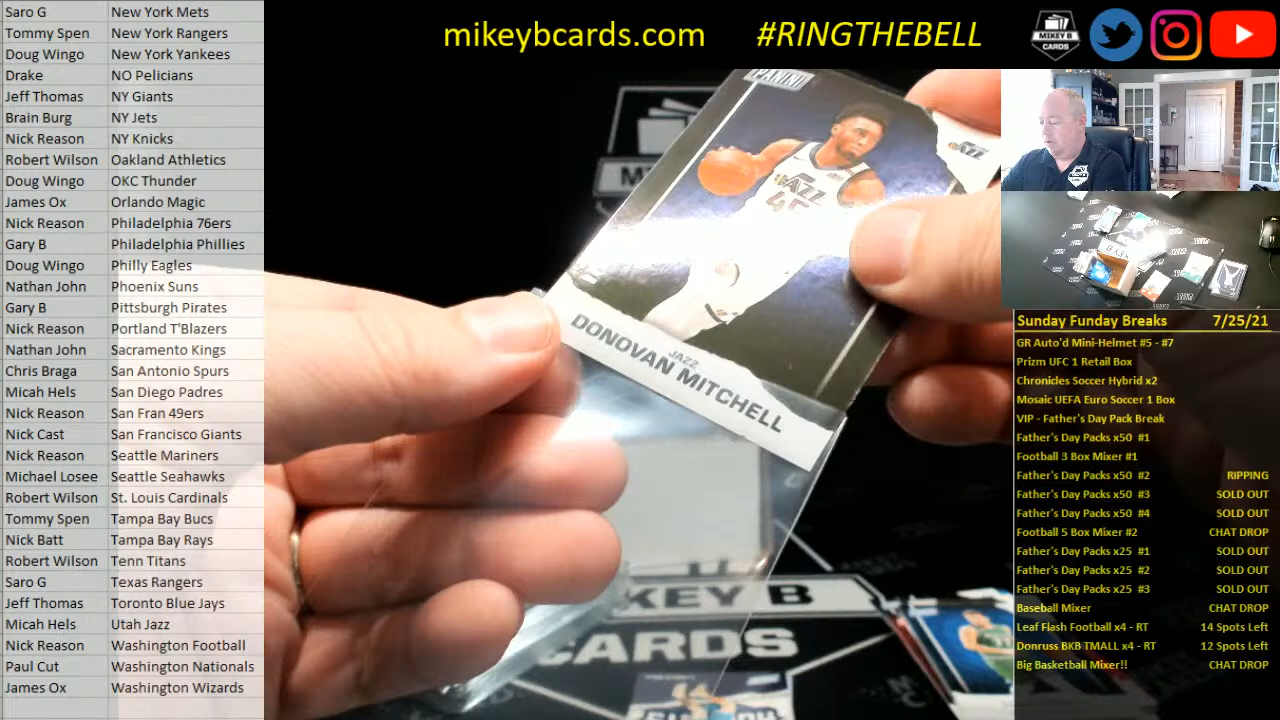 Saro G New York Mets
Tommy Spen New York Rangers
Doug Wingo New York Yankees
Drake NO Pelicians
Jeff Thomas NY Giants
Brain Burg NY Jets
Nick Reason NY Knicks
Robert Wilson Oakland Athletics
Doug Wingo OKC Thunder
James Ox Orlando Magic
Nick Reason Philadelphia 76ers
Gary B Philadelphia Phillies
Doug Wingo Philly Eagles
Nathan John Phoenix Suns
Gary B Pittsburgh Pirates
Nick Reason Portland T'Blazers
Nathan John Sacramento Kings
Chris Braga San Antonio Spurs
Micah Hels San Diego Padres
Nick Reason San Fran 49ers
Nick Cast San Francisco Giants
Nick Reason Seattle Mariners
Michael Losee Seattle Seahawks
Robert Wilson St. Louis Cardinals
Tommy Spen Tampa Bay Bucs
Nick Batt Tampa Bay Rays
Robert Wilson Tenn Titans
Saro G Texas Rangers
Jeff Thomas Toronto Blue Jays
Micah Hels Utah Jazz
Nick Reason Washington Football
Paul Cut Washington Nationals
James Ox Washington Wizards
mikeybcards.com #RINGTHEBELL
MIKEY B
CARDS
PANINI
JAZZ
45
JAZZ
DONOVAN MITCHELL
KEY B
CARDS
Sunday Funday Breaks 7/25/21
GR Auto'd Mini-Helmet #5 - #7
Prizm UFC 1 Retail Box
Chronicles Soccer Hybrid x2
Mosaic UEFA Euro Soccer 1 Box
VIP - Father's Day Pack Break
Father's Day Packs x50 #1
Football 3 Box Mixer #1
Father's Day Packs x50 #2 RIPPING
Father's Day Packs x50 #3 SOLD OUT
Father's Day Packs x50 #4 SOLD OUT
Football 5 Box Mixer #2 CHAT DROP
Father's Day Packs x25 #1 SOLD OUT
Father's Day Packs x25 #2 SOLD OUT
Father's Day Packs x25 #3 SOLD OUT
Baseball Mixer CHAT DROP
Leaf Flash Football x4 - RT 14 Spots Left
Donruss BKB TMALL x4 - RT 12 Spots Left
Big Basketball Mixer!! CHAT DROP